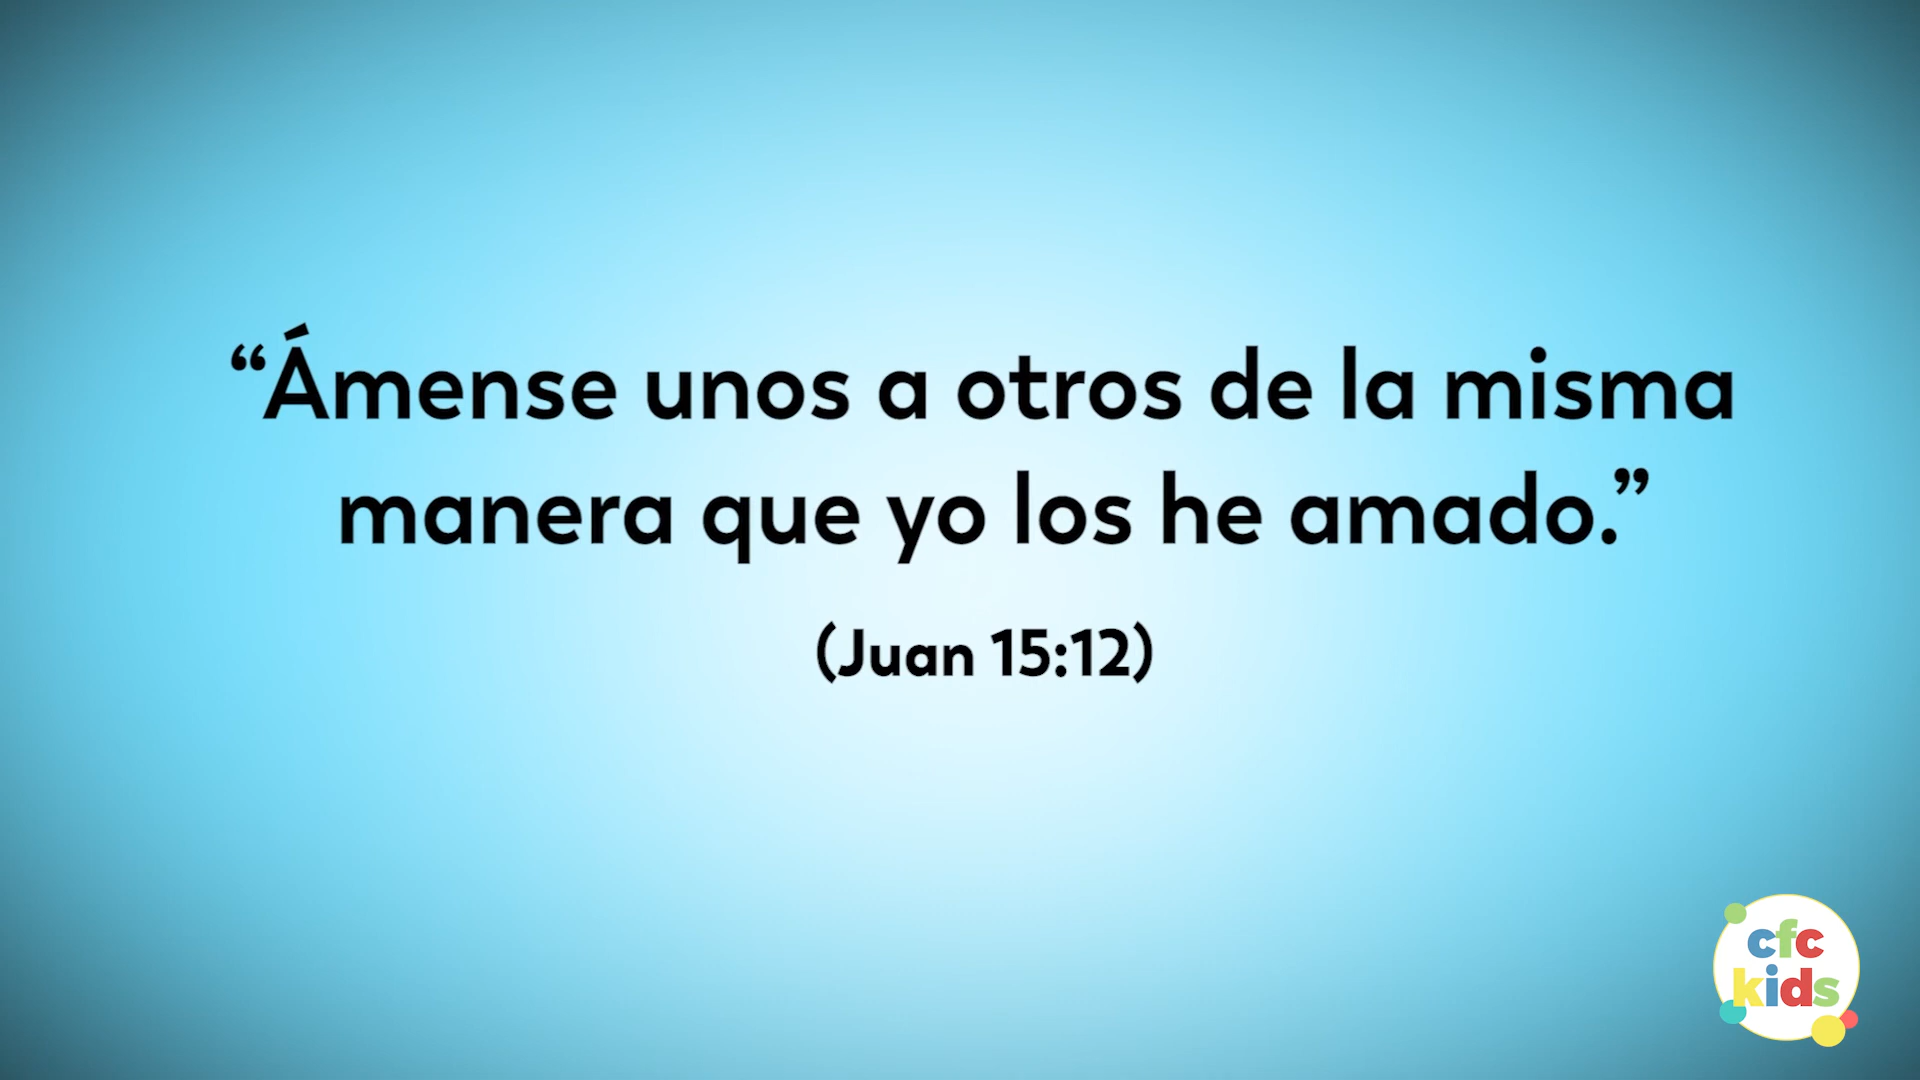 “Ámense unos a otros de la misma
manera que yo los he amado.”
(Juan 15:12)
cfc
kids